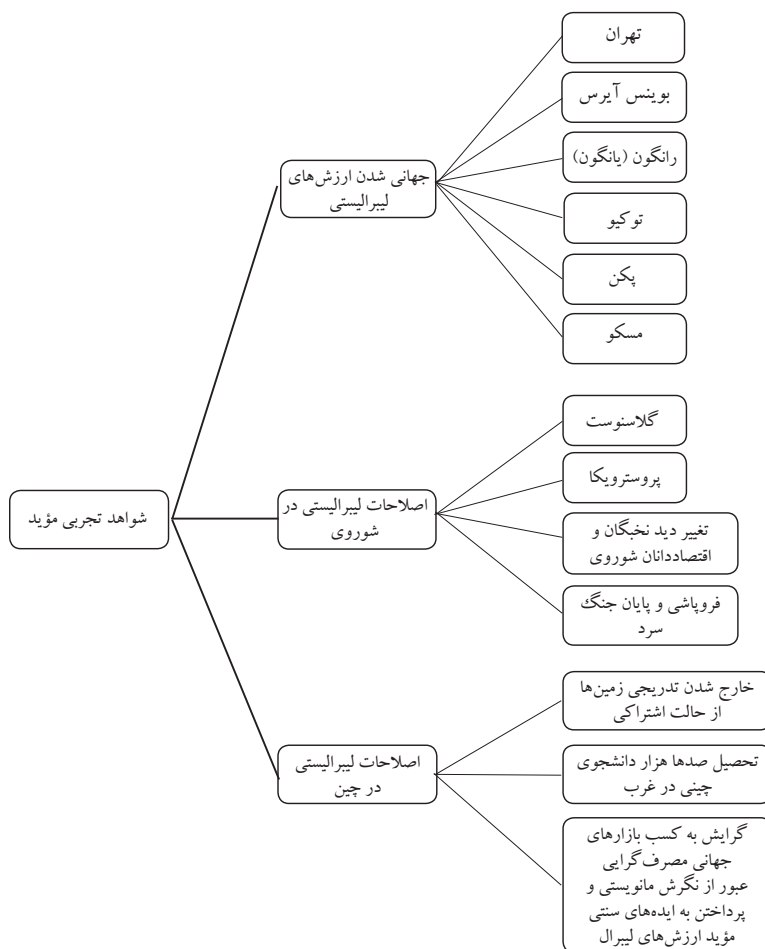 شواهد تجربی مؤید
جهانی شدن ارزش‌های
لیبرالیستی
تهران
بوینس آیرس
رانگون (یانگون)
توکیو
پکن
مسکو
اصلاحات لیبرالیستی در
شوروی
گلاسنوست
پروسترویکا
تغییر دید نخبگان و
اقتصاددانان شوروی
فروپاشی و پایان جنگ
سرد
اصلاحات لیبرالیستی
در چین
خارج شدن تدریجی زمین‌ها
از حالت اشتراکی
تحصیل صدها هزار دانشجوی
چینی در غرب
گرایش به کسب بازارهای
جهانی مصرف‌گرایی
عبور از نگرش مائویستی و
پرداختن به ایده‌های سنتی
مؤید ارزش‌های لیبرال